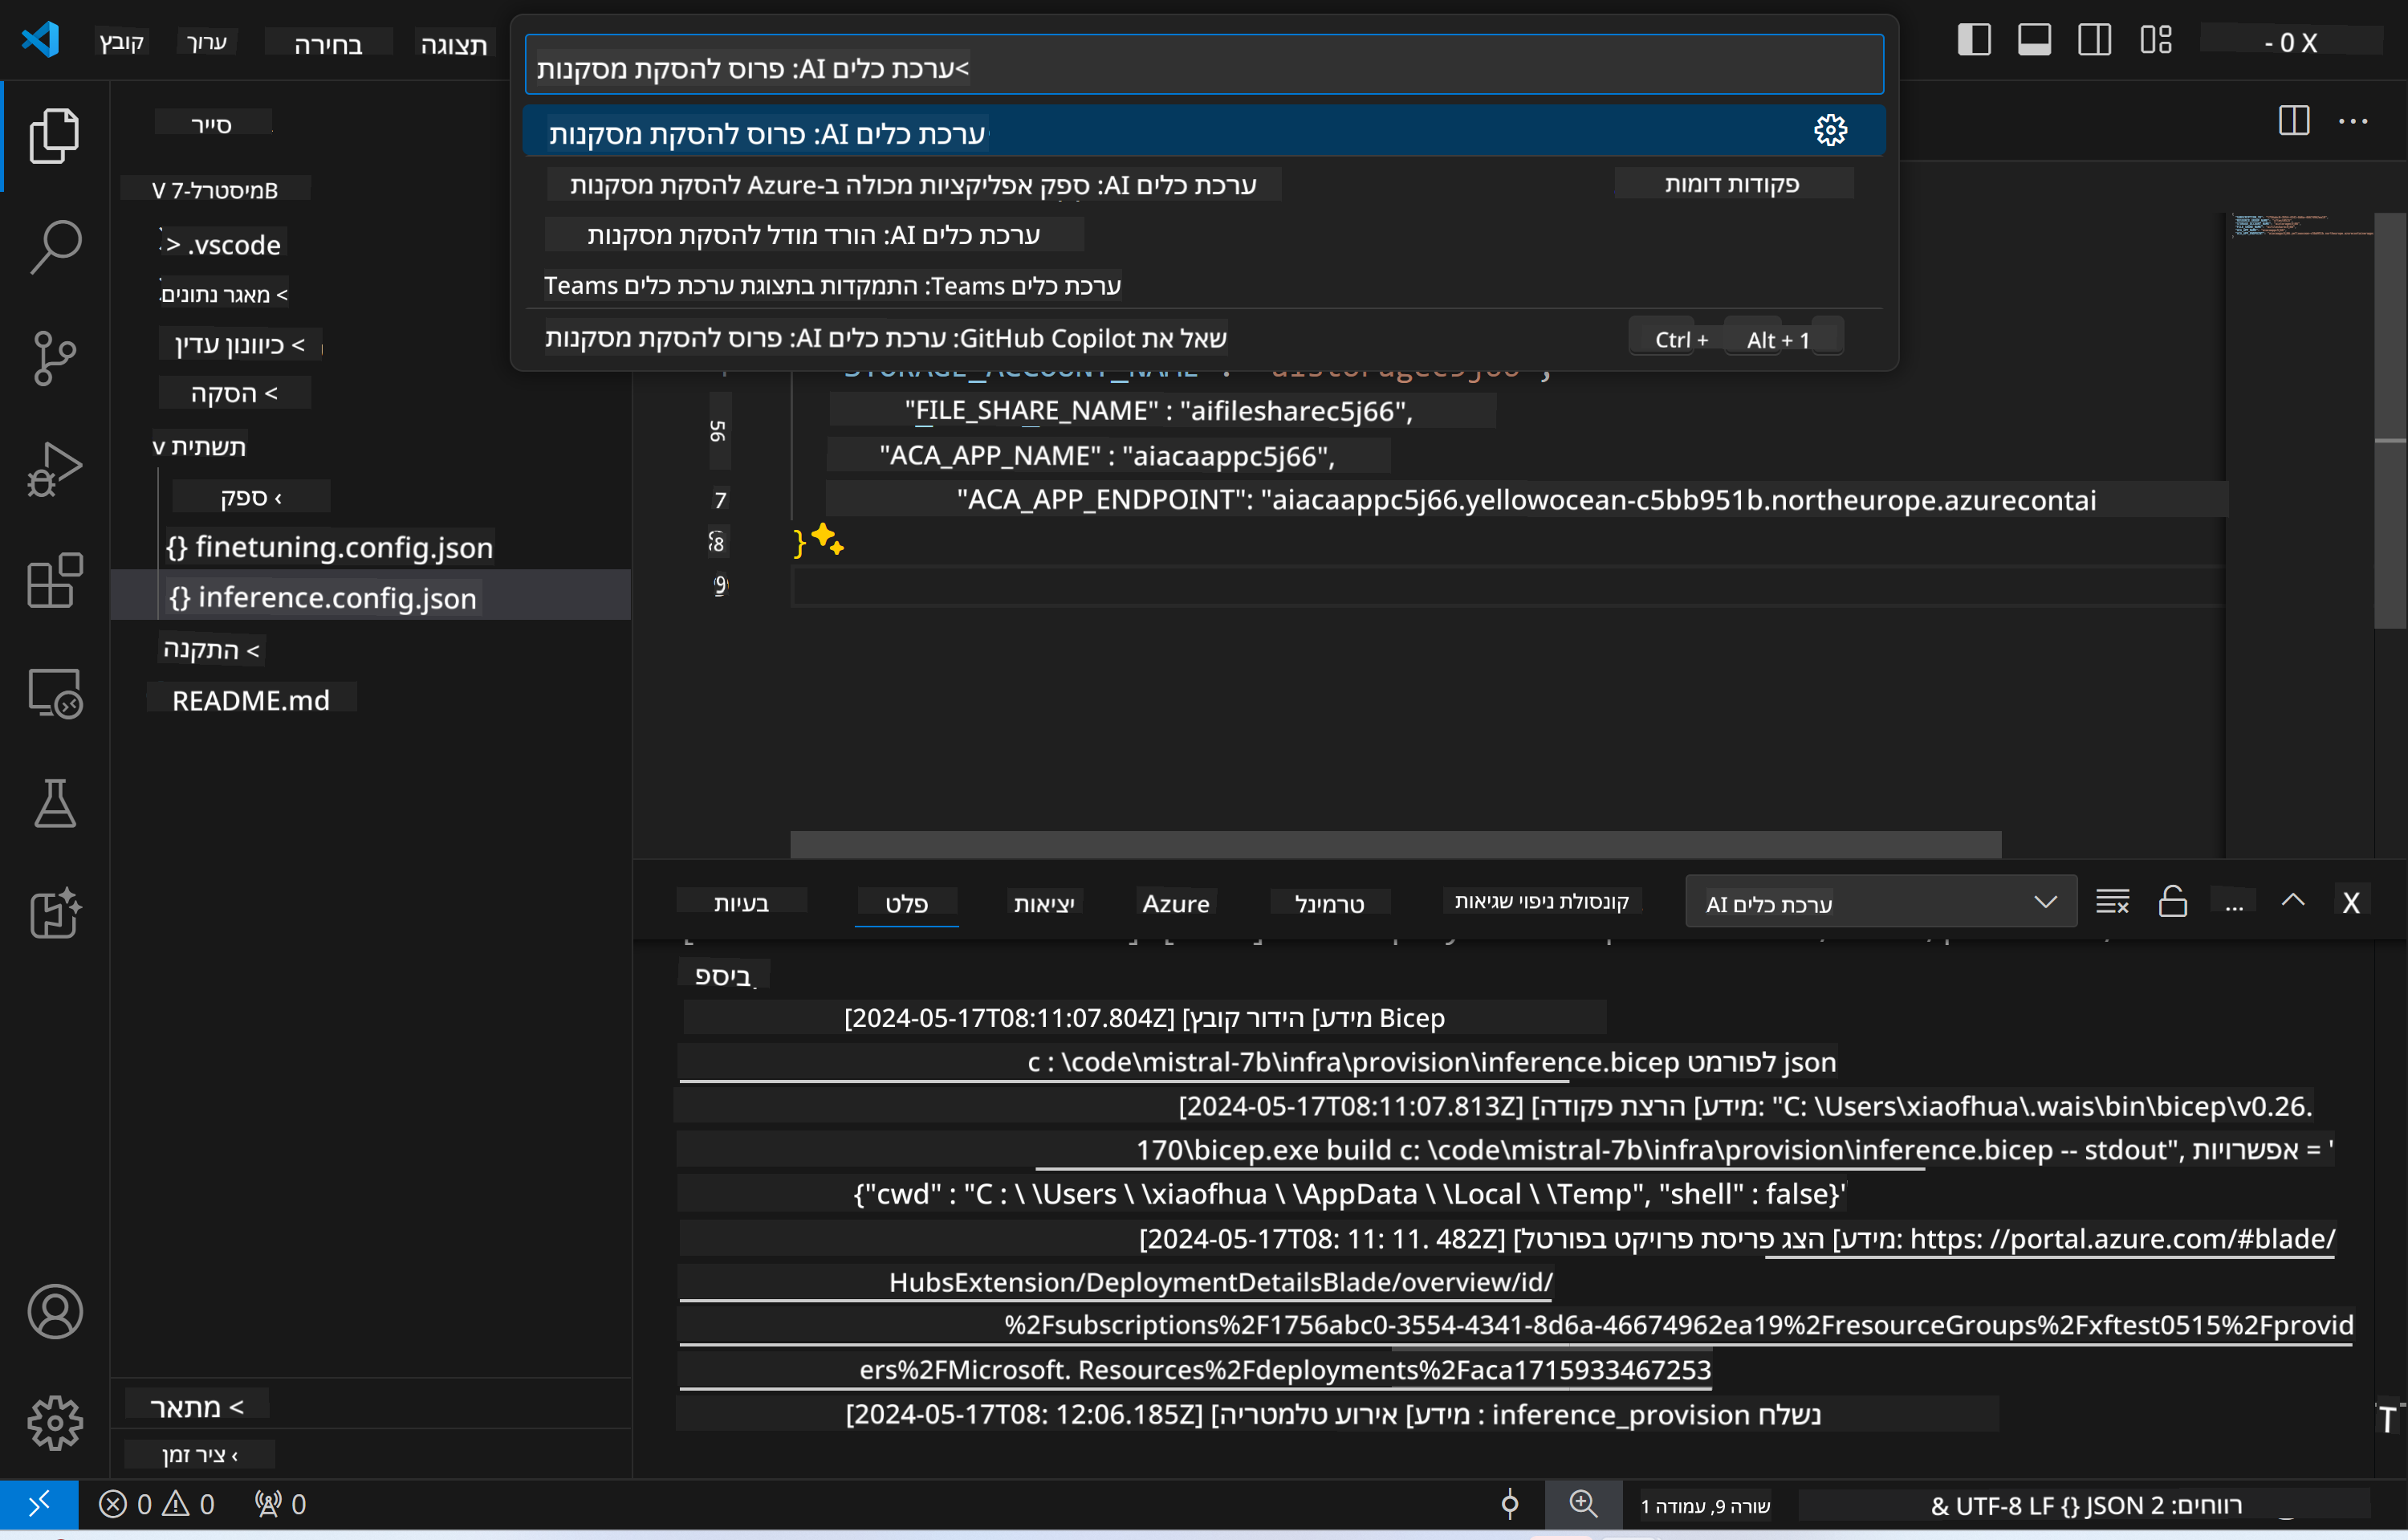 קובץ
ערוך
בחירה
תצוגה
>ערכת כלים AI: פרוס להסקת מסקנות
- 0 X
ערכת כלים AI: פרוס להסקת מסקנות
ערכת כלים AI: ספק אפליקציות מכולה ב-Azure להסקת מסקנות
פקודות דומות
ערכת כלים AI: הורד מודל להסקת מסקנות
ערכת כלים Teams: התמקדות בתצוגת ערכת כלים Teams
שאל את GitHub Copilot: ערכת כלים AI: פרוס להסקת מסקנות
Ctrl + Alt + 1
סייר
V מיסטרל-7B
> .vscode
> מאגר נתונים
> כיוונון עדין
> הסקה
v תשתית
› ספק
{} finetuning.config.json
{} inference.config.json
> התקנה
README.md
> מתאר
› ציר זמן
"FILE_SHARE_NAME" : "aifilesharec5j66",
56
"ACA_APP_NAME" : "aiacaappc5j66",
7 "ACA_APP_ENDPOINT": "aiacaappc5j66.yellowocean-c5bb951b.northeurope.azurecontai
8 }
9
בעיות
פלט
יציאות
Azure
טרמינל
קונסולת ניפוי שגיאות
ערכת כלים AI
... X
ביספ
[2024-05-17T08:11:07.804Z] [מידע] הידור קובץ Bicep
c : \code\mistral-7b\infra\provision\inference.bicep לפורמט json
[2024-05-17T08:11:07.813Z] [מידע] הרצת פקודה: "C: \Users\xiaofhua\.wais\bin\bicep\v0.26.
170\bicep.exe build c: \code\mistral-7b\infra\provision\inference.bicep -- stdout", אפשרויות = '
{"cwd" : "C : \ \Users \ \xiaofhua \ \AppData \ \Local \ \Temp", "shell" : false}'
[2024-05-17T08: 11: 11. 482Z] [מידע] הצג פריסת פרויקט בפורטל: https: //portal.azure.com/#blade/
HubsExtension/DeploymentDetailsBlade/overview/id/
%2Fsubscriptions%2F1756abc0-3554-4341-8d6a-46674962ea19%2FresourceGroups%2Fxftest0515%2Fprovid
ers%2FMicrosoft. Resources%2Fdeployments%2Faca1715933467253
[2024-05-17T08: 12:06.185Z] [מידע] אירוע טלמטריה : inference_provision נשלח
T
0 0 0
שורה 9, עמודה 1
רווחים: 2 UTF-8 LF {} JSON &